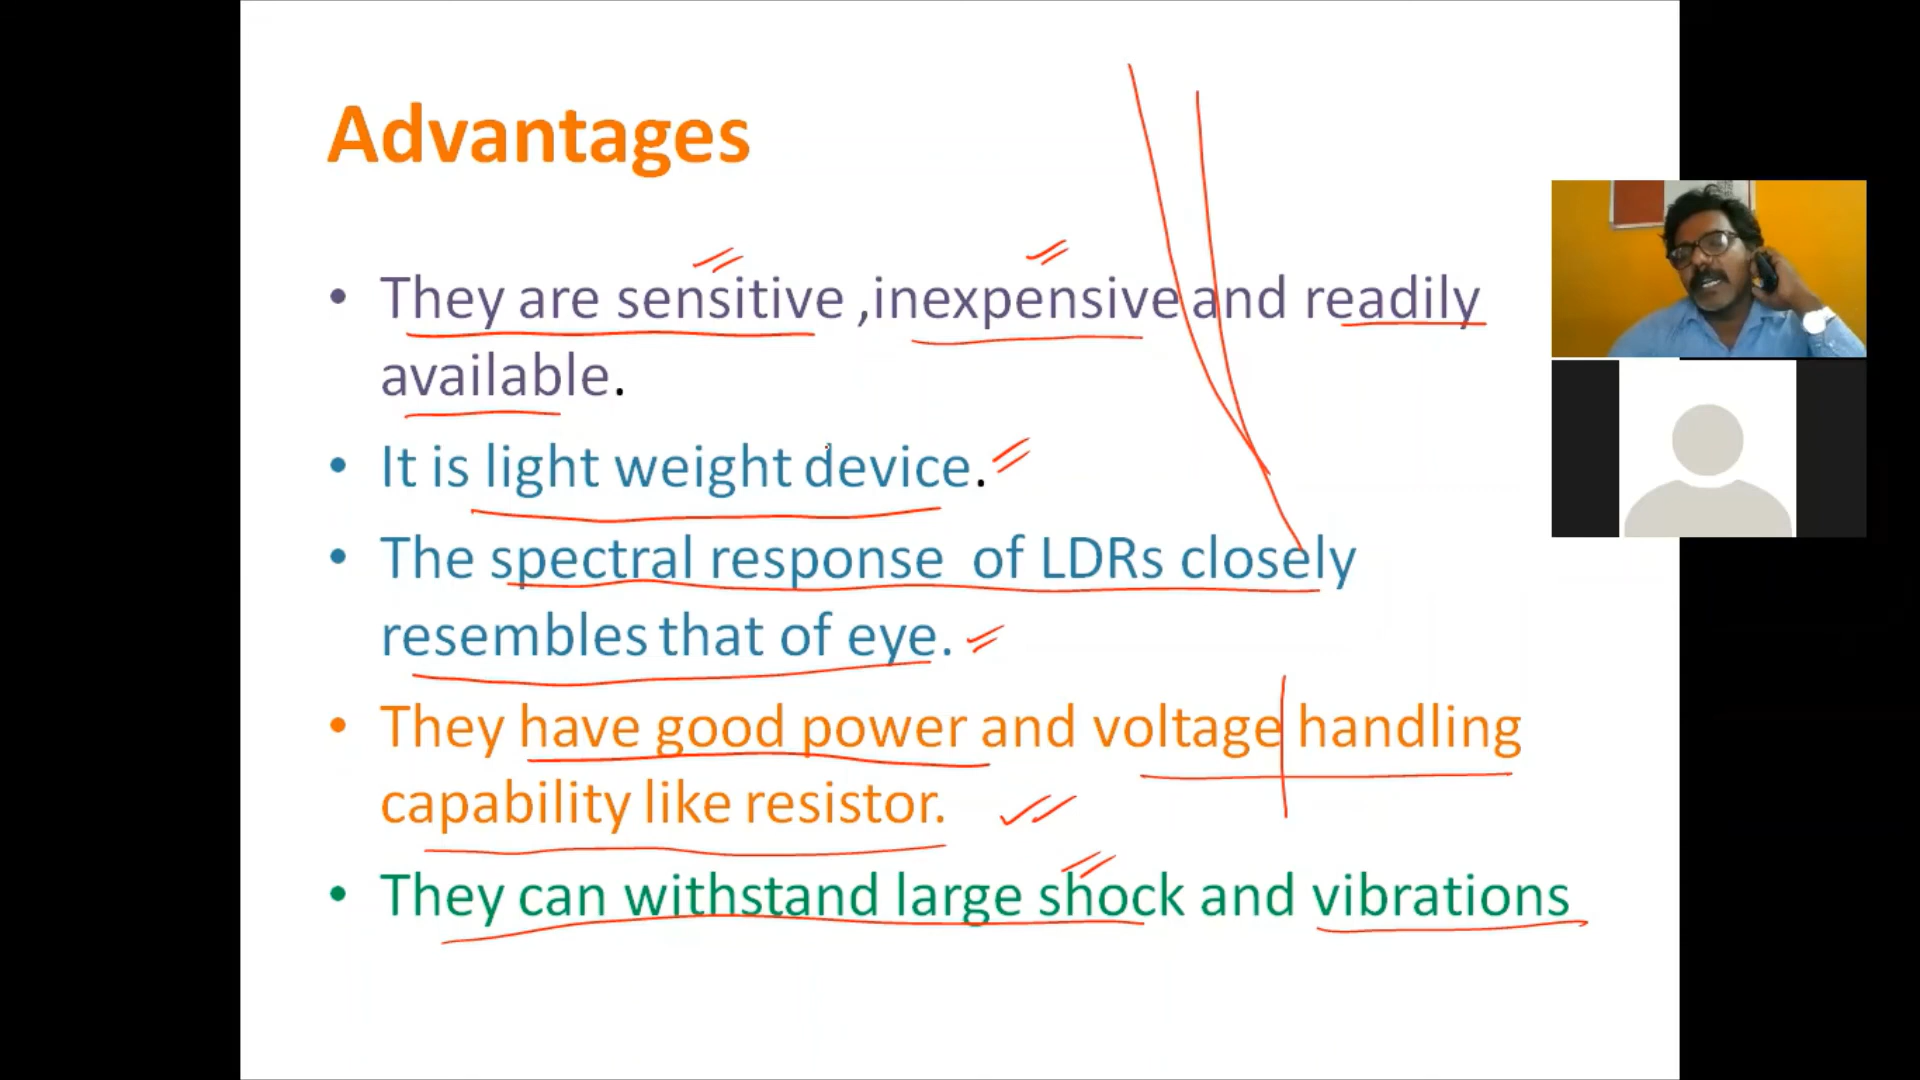 Advantages
• They are sensitive ,inexpensive and readily
available.
• It is light weight device.
• The spectral response of LDRs closely
resembles that of eye.
• They have good power and voltage handling
capability like resistor.
• They can withstand large shock and vibrations